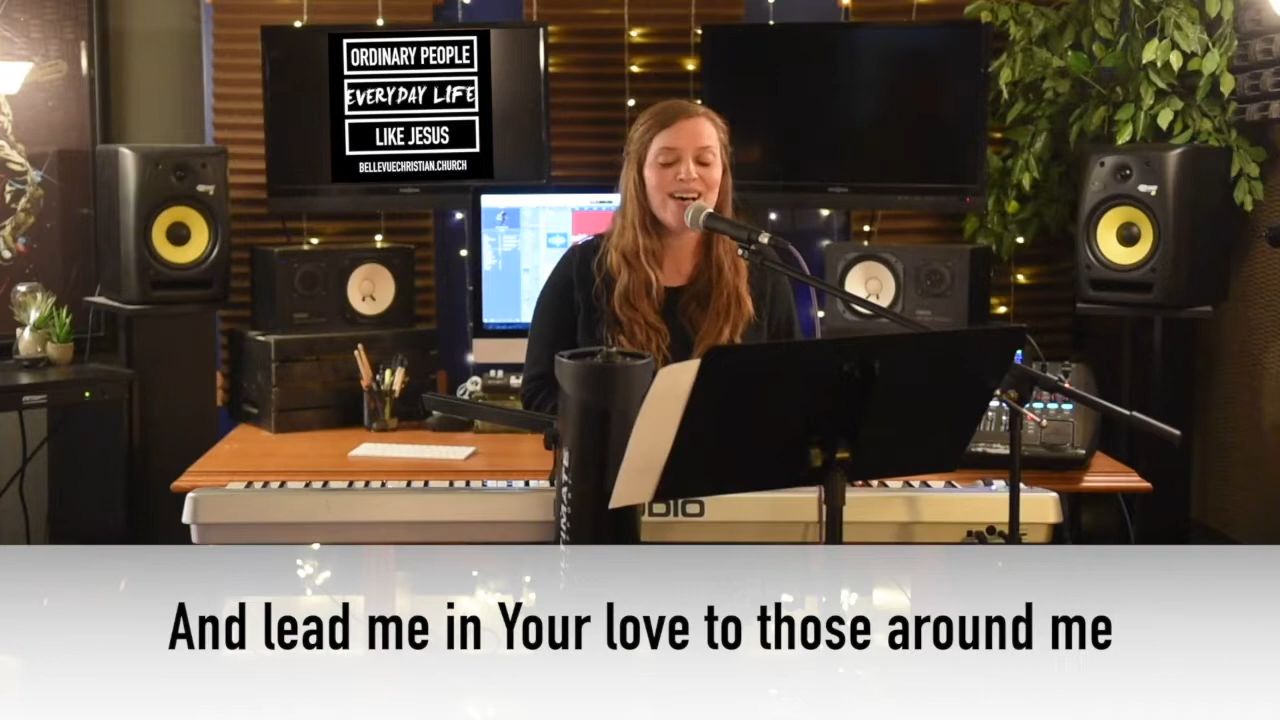 ORDINARY PEOPLE
EVERYDAY LIFE
LIKE JESUS
BELLEVUECHRISTIAN.CHURCH
And lead me in Your love to those around me